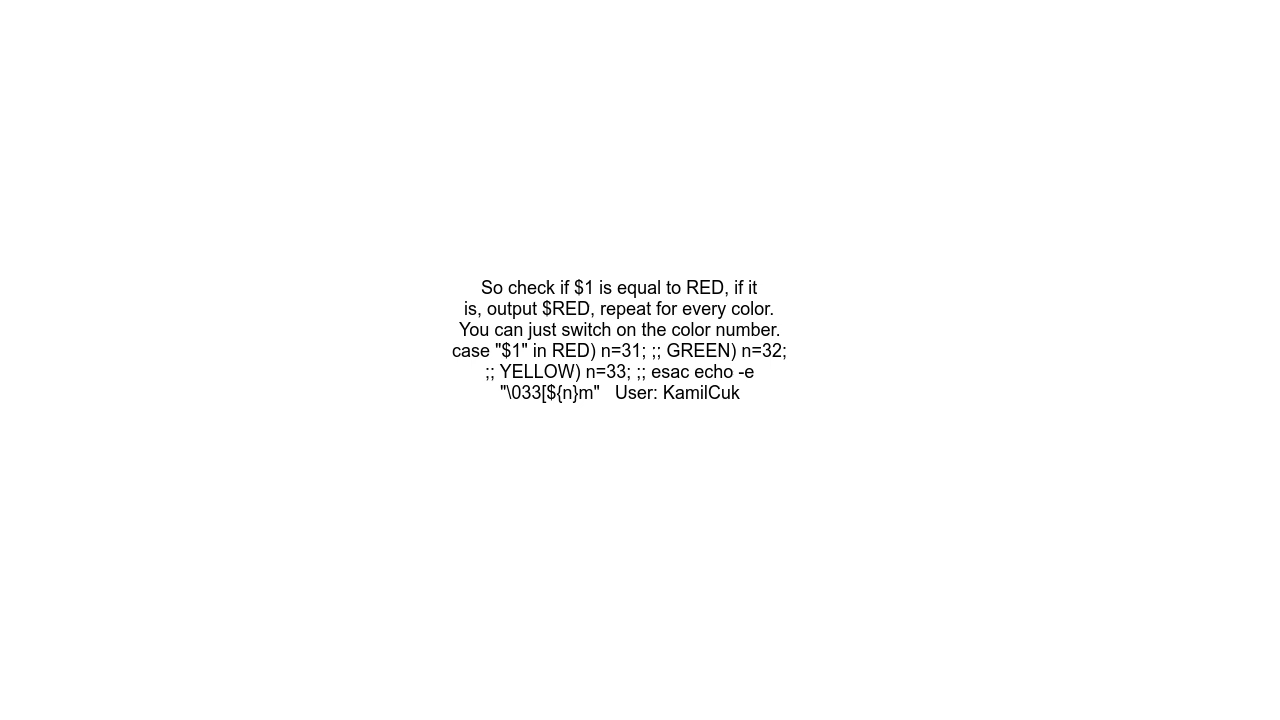 So check if $1 is equal to RED, if it
is, output $RED, repeat for every color.
You can just switch on the color number.
case "$1" in RED) n=31; ;; GREEN) n=32;
;; YELLOW) n=33; ;; esac echo -e
"\033[${n}m"   User: KamilCuk